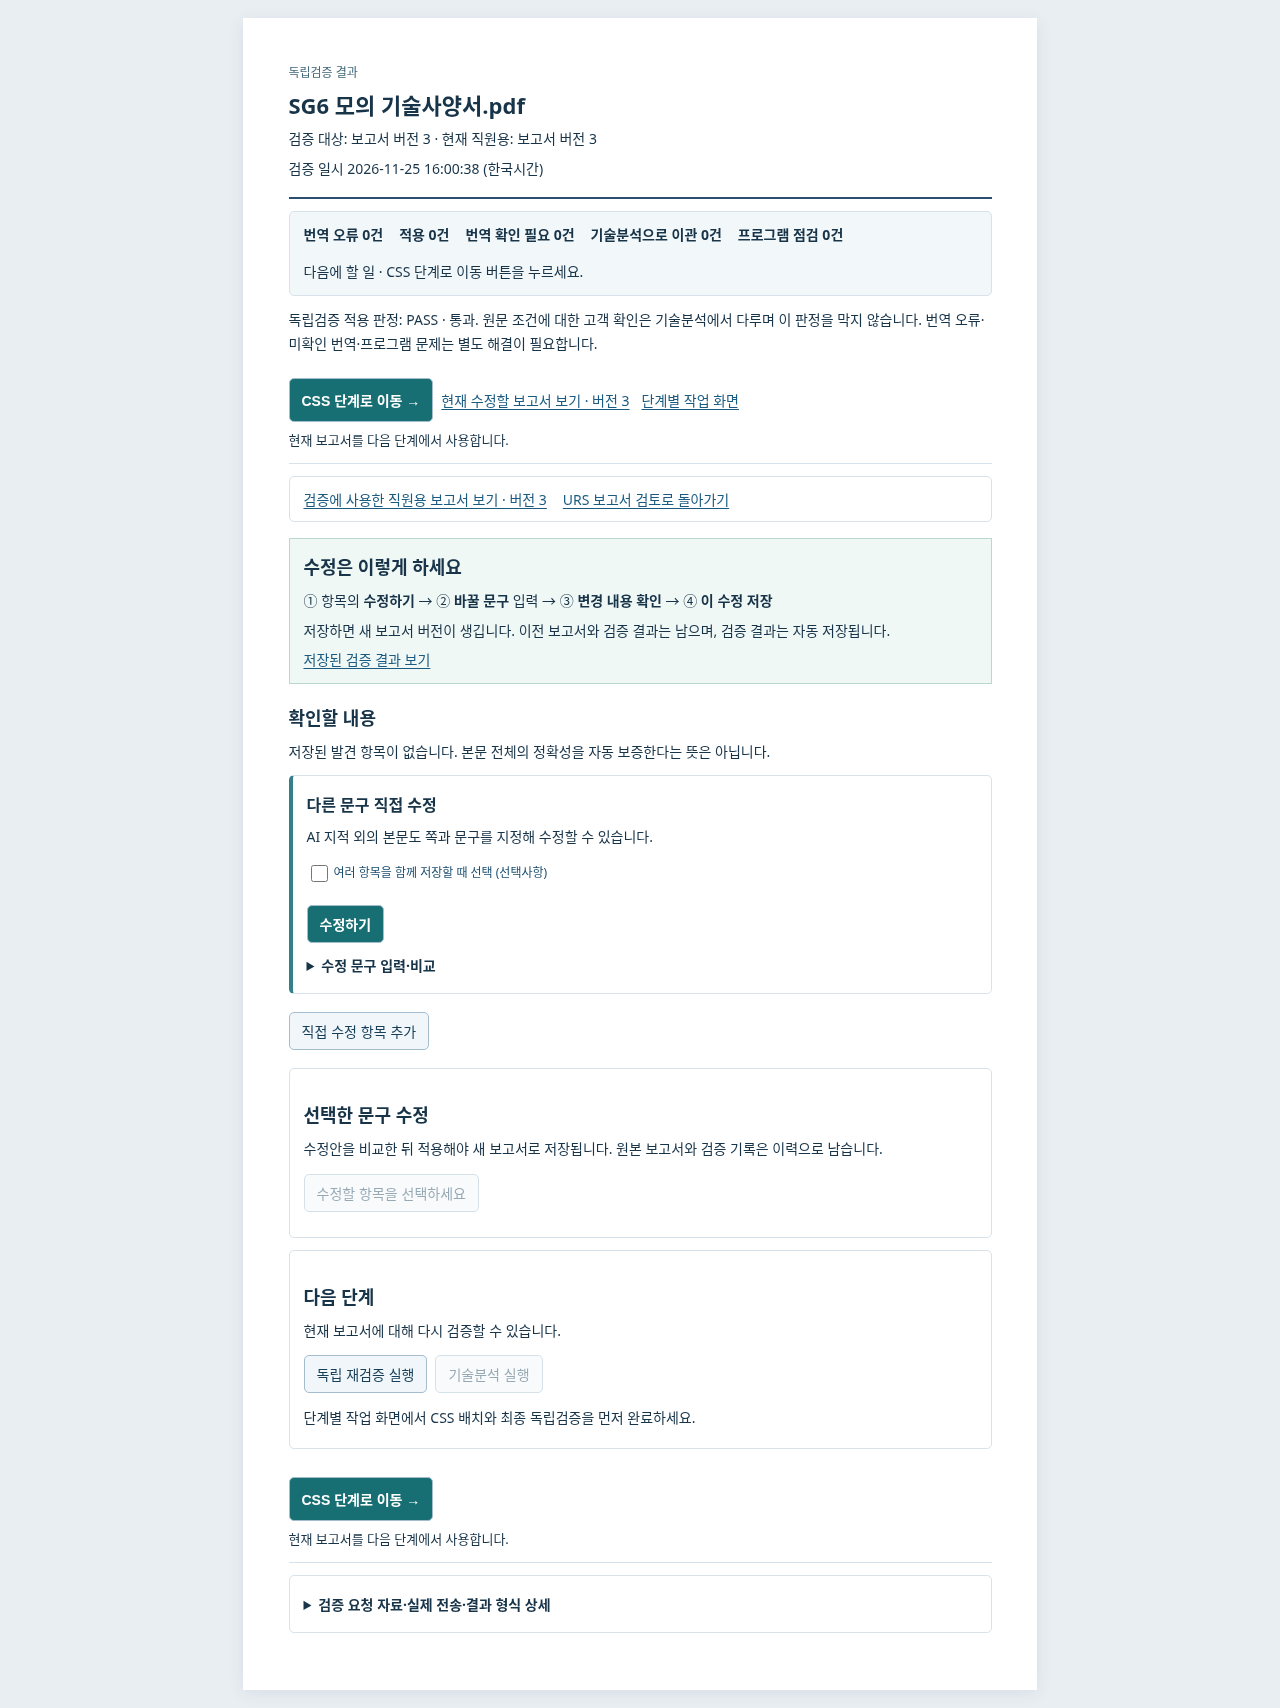 독립검증 결과
SG6 모의 기술사양서.pdf
검증 대상: 보고서 버전 3 · 현재 직원용: 보고서 버전 3
검증 일시 2026-11-25 16:00:38 (한국시간)
번역 오류 0건 적용 0건 번역 확인 필요 0건 기술분석으로 이관 0건 프로그램 점검 0건
다음에 할 일 · CSS 단계로 이동 버튼을 누르세요.
독립검증 적용 판정: PASS · 통과. 원문 조건에 대한 고객 확인은 기술분석에서 다루며 이 판정을 막지 않습니다. 번역 오류·
미확인 번역·프로그램 문제는 별도 해결이 필요합니다.
CSS 단계로 이동 → 현재 수정할 보고서 보기 · 버전 3 단계별 작업 화면
현재 보고서를 다음 단계에서 사용합니다.
검증에 사용한 직원용 보고서 보기 · 버전 3 URS 보고서 검토로 돌아가기
수정은 이렇게 하세요
① 항목의 수정하기 → ② 바꿀 문구 입력 → ③ 변경 내용 확인 → ④ 이 수정 저장
저장하면 새 보고서 버전이 생깁니다. 이전 보고서와 검증 결과는 남으며, 검증 결과는 자동 저장됩니다.
저장된 검증 결과 보기
확인할 내용
저장된 발견 항목이 없습니다. 본문 전체의 정확성을 자동 보증한다는 뜻은 아닙니다.
다른 문구 직접 수정
AI 지적 외의 본문도 쪽과 문구를 지정해 수정할 수 있습니다.
여러 항목을 함께 저장할 때 선택 (선택사항)
수정하기
▶ 수정 문구 입력·비교
직접 수정 항목 추가
선택한 문구 수정
수정안을 비교한 뒤 적용해야 새 보고서로 저장됩니다. 원본 보고서와 검증 기록은 이력으로 남습니다.
수정할 항목을 선택하세요
다음 단계
현재 보고서에 대해 다시 검증할 수 있습니다.
독립 재검증 실행 기술분석 실행
단계별 작업 화면에서 CSS 배치와 최종 독립검증을 먼저 완료하세요.
CSS 단계로 이동 →
현재 보고서를 다음 단계에서 사용합니다.
▶ 검증 요청 자료·실제 전송·결과 형식 상세